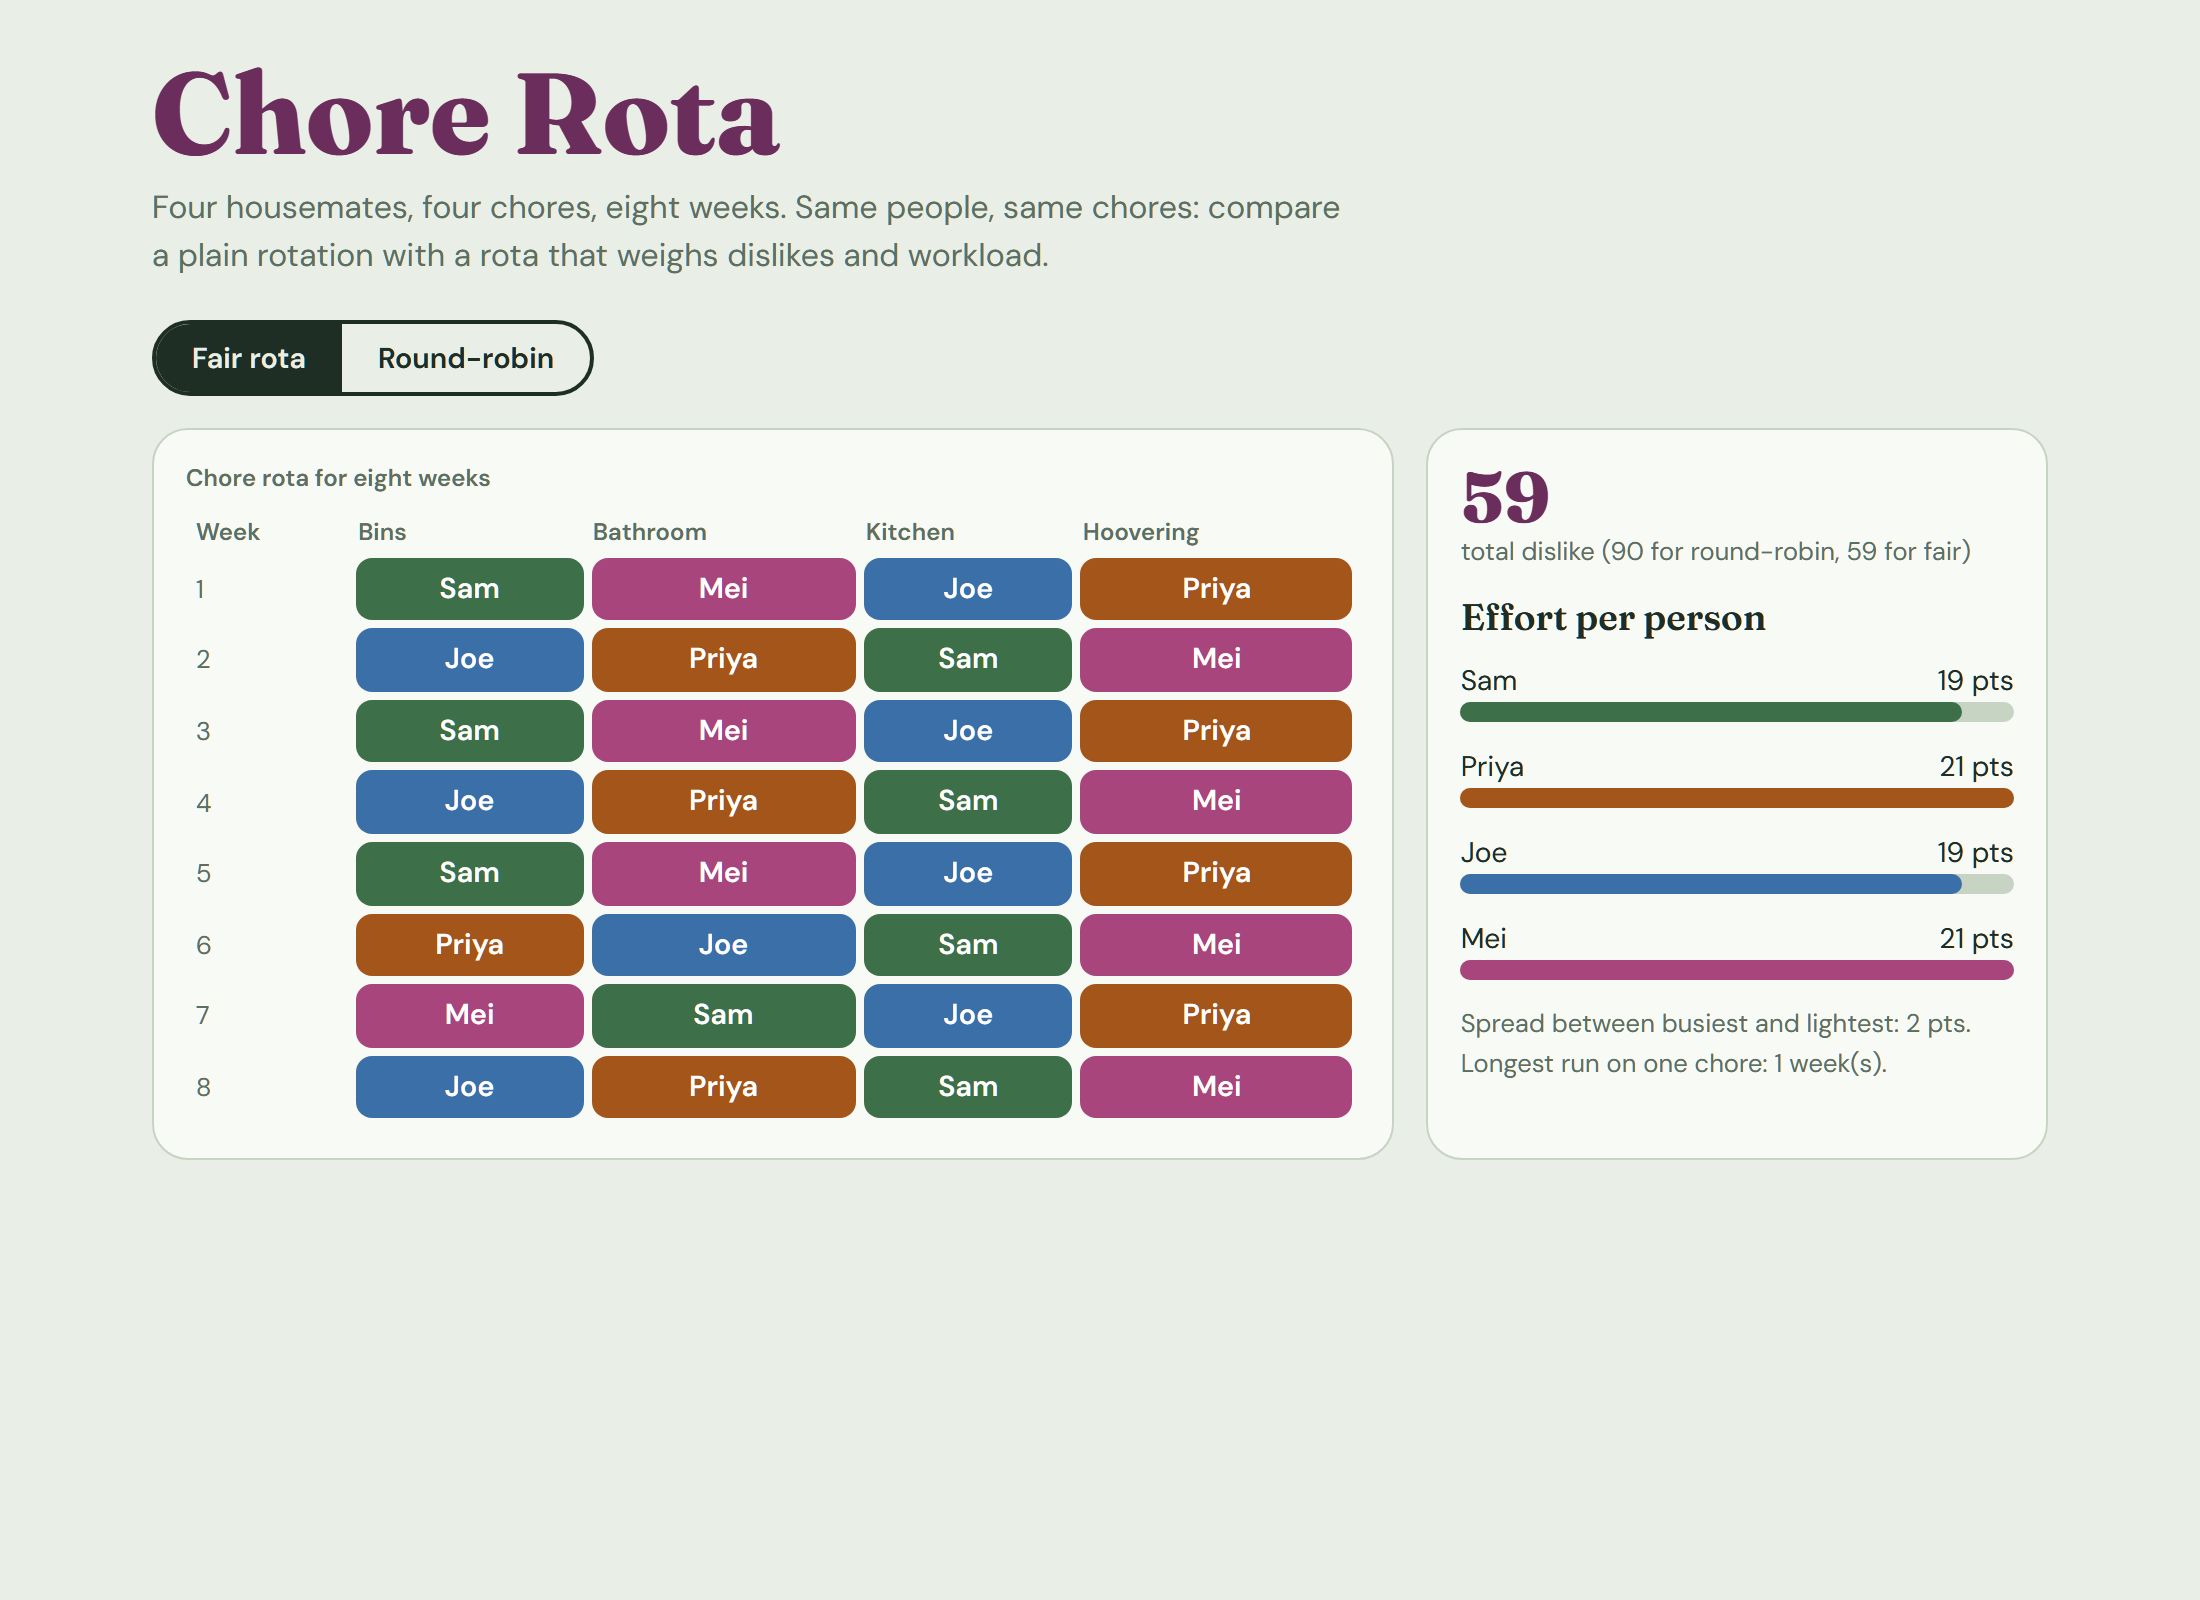 Chore Rota
Four housemates, four chores, eight weeks. Same people, same chores: compare
a plain rotation with a rota that weighs dislikes and workload.
Fair rota Round-robin
Chore rota for eight weeks
Week Bins Bathroom Kitchen Hoovering
1 Sam Mei Joe Priya
2 Joe Priya Sam Mei
3 Sam Mei Joe Priya
4 Joe Priya Sam Mei
5 Sam Mei Joe Priya
6 Priya Joe Sam Mei
7 Mei Sam Joe Priya
8 Joe Priya Sam Mei
59
total dislike (90 for round-robin, 59 for fair)
Effort per person
Sam 19 pts
Priya 21 pts
Joe 19 pts
Mei 21 pts
Spread between busiest and lightest: 2 pts.
Longest run on one chore: 1 week(s).